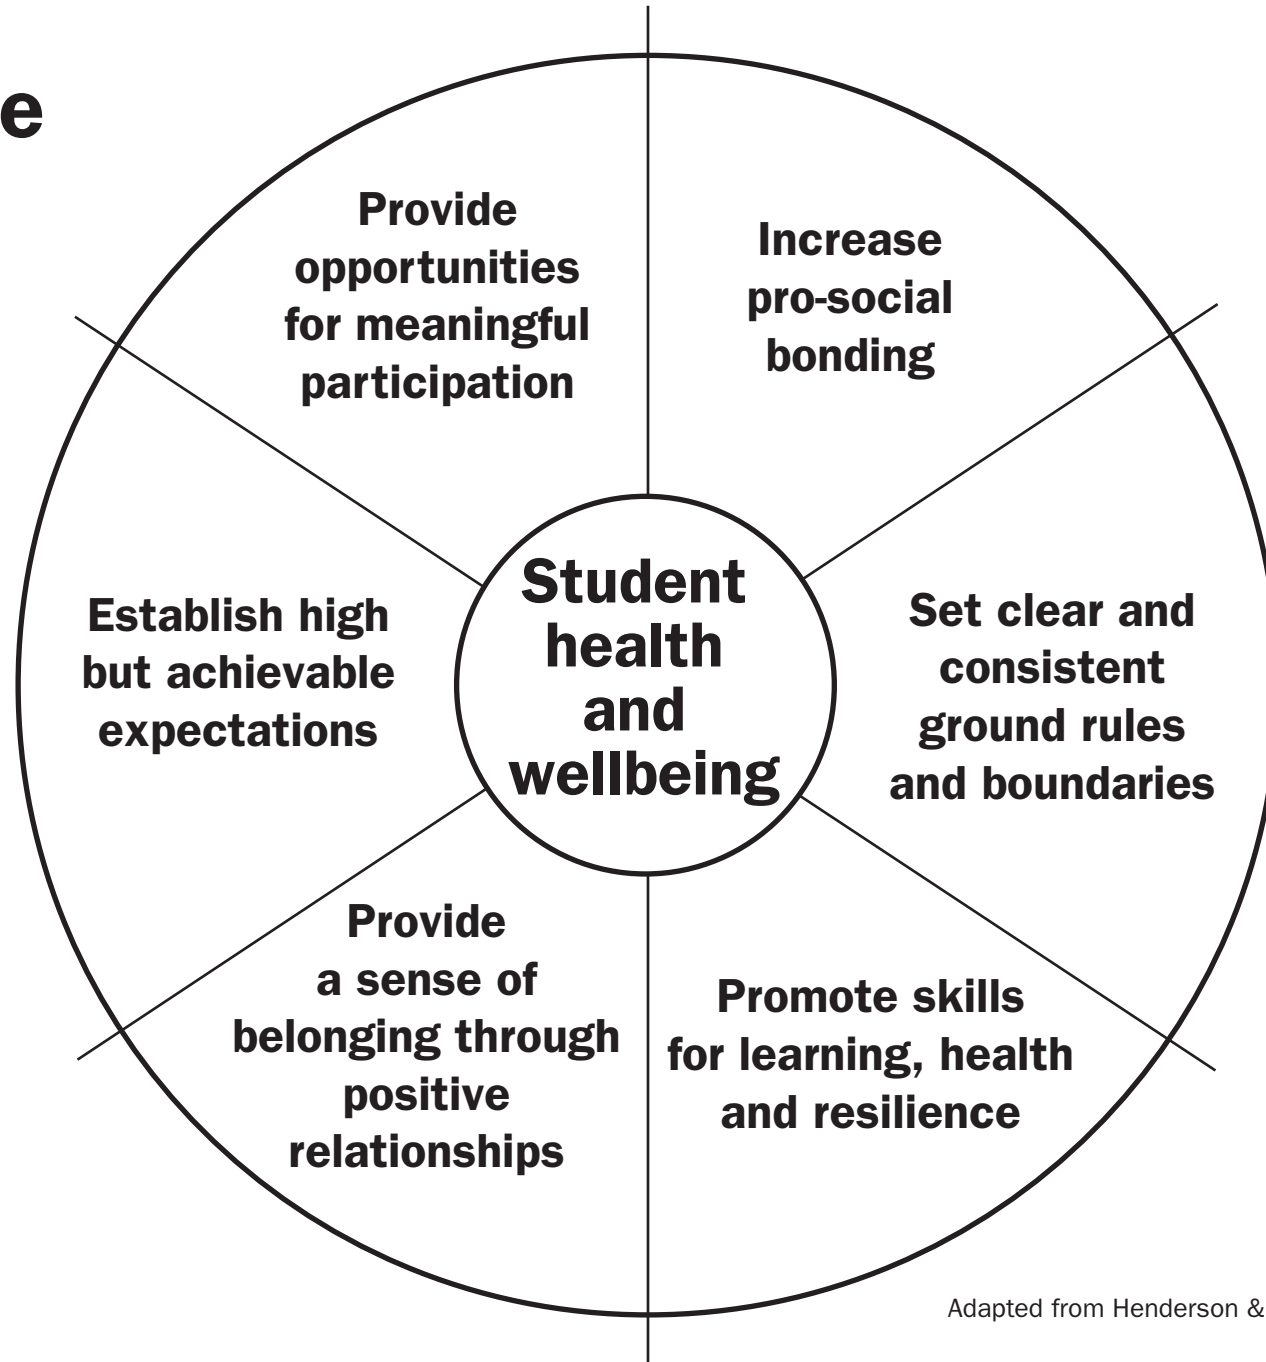 e
Provide
opportunities
for meaningful
participation
Increase
pro-social
bonding
Establish high
but achievable
expectations
Student
health
and
wellbeing
Set clear and
consistent
ground rules
and boundaries
Provide
a sense of
belonging through
positive
relationships
Promote skills
for learning, health
and resilience
Adapted from Henderson &